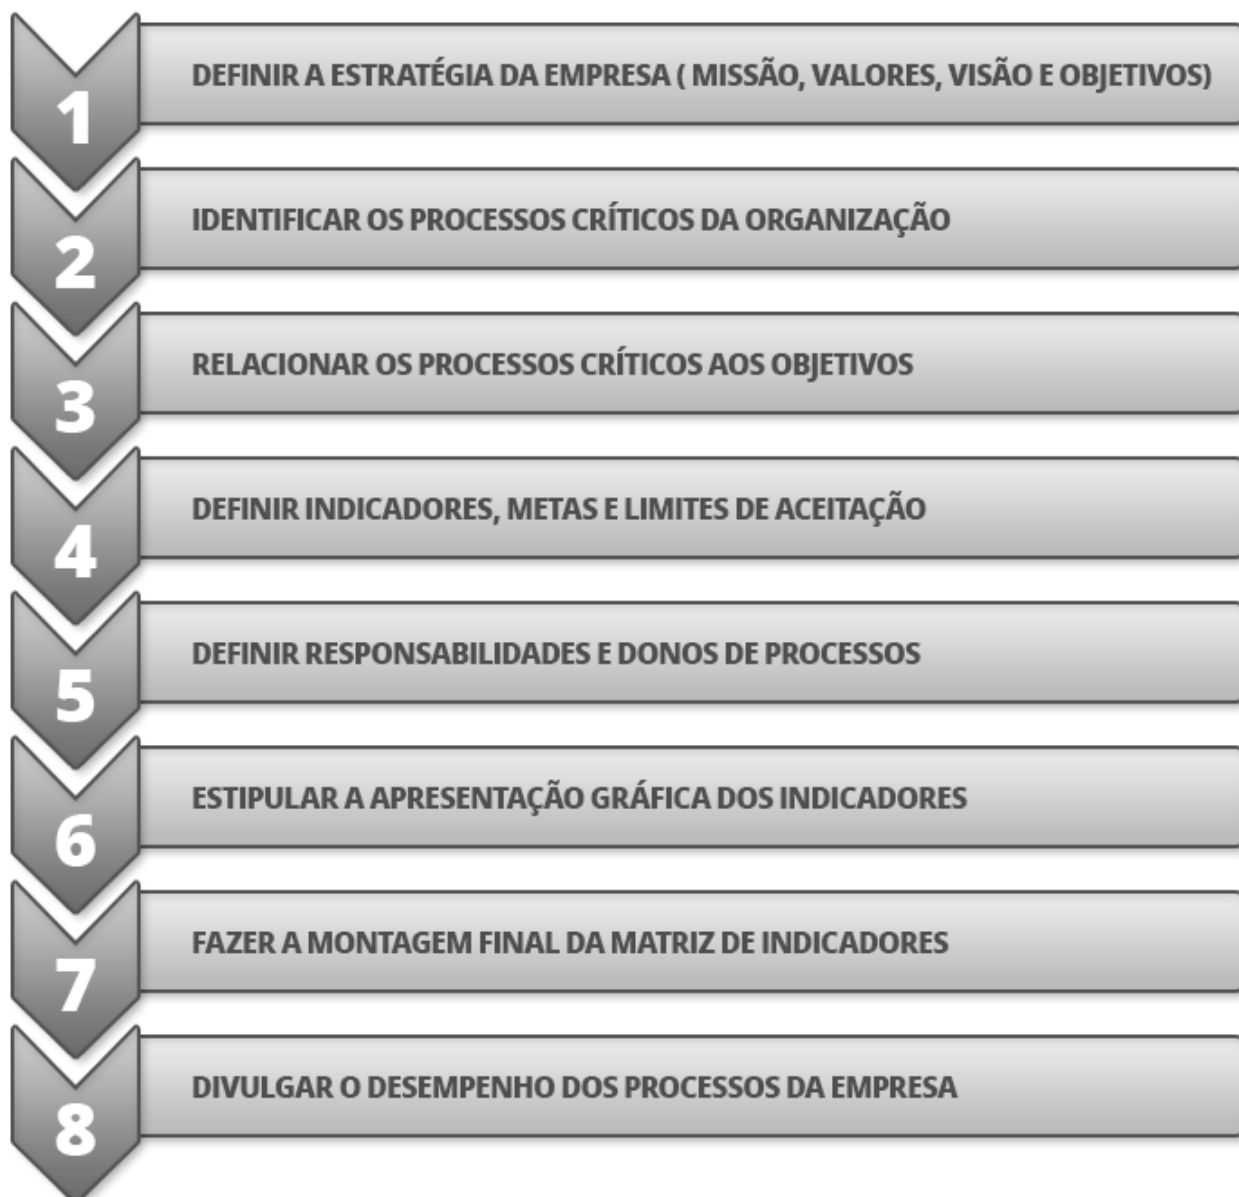 1
DEFINIR A ESTRATÉGIA DA EMPRESA ( MISSÃO, VALORES, VISÃO E OBJETIVOS)
2
IDENTIFICAR OS PROCESSOS CRÍTICOS DA ORGANIZAÇÃO
3
RELACIONAR OS PROCESSOS CRÍTICOS AOS OBJETIVOS
4
DEFINIR INDICADORES, METAS E LIMITES DE ACEITAÇÃO
5
DEFINIR RESPONSABILIDADES E DONOS DE PROCESSOS
6
ESTIPULAR A APRESENTAÇÃO GRÁFICA DOS INDICADORES
7
FAZER A MONTAGEM FINAL DA MATRIZ DE INDICADORES
8
DIVULGAR O DESEMPENHO DOS PROCESSOS DA EMPRESA